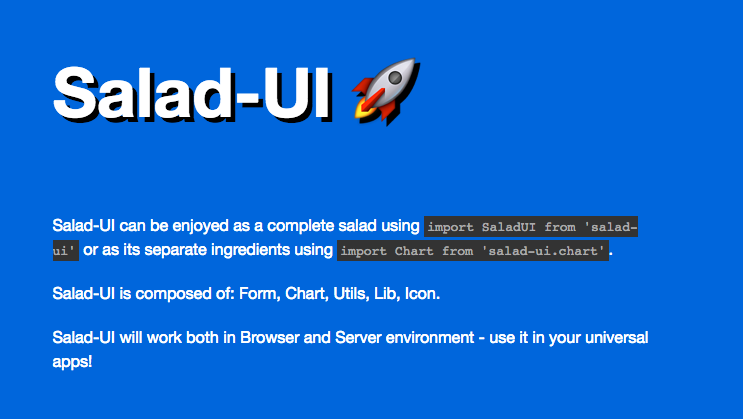 Salad-UI 🚀
Salad-UI can be enjoyed as a complete salad using import SaladUI from 'salad-
ui' or as its separate ingredients using import Chart from 'salad-ui.chart'.
Salad-UI is composed of: Form, Chart, Utils, Lib, Icon.
Salad-UI will work both in Browser and Server environment - use it in your universal
apps!